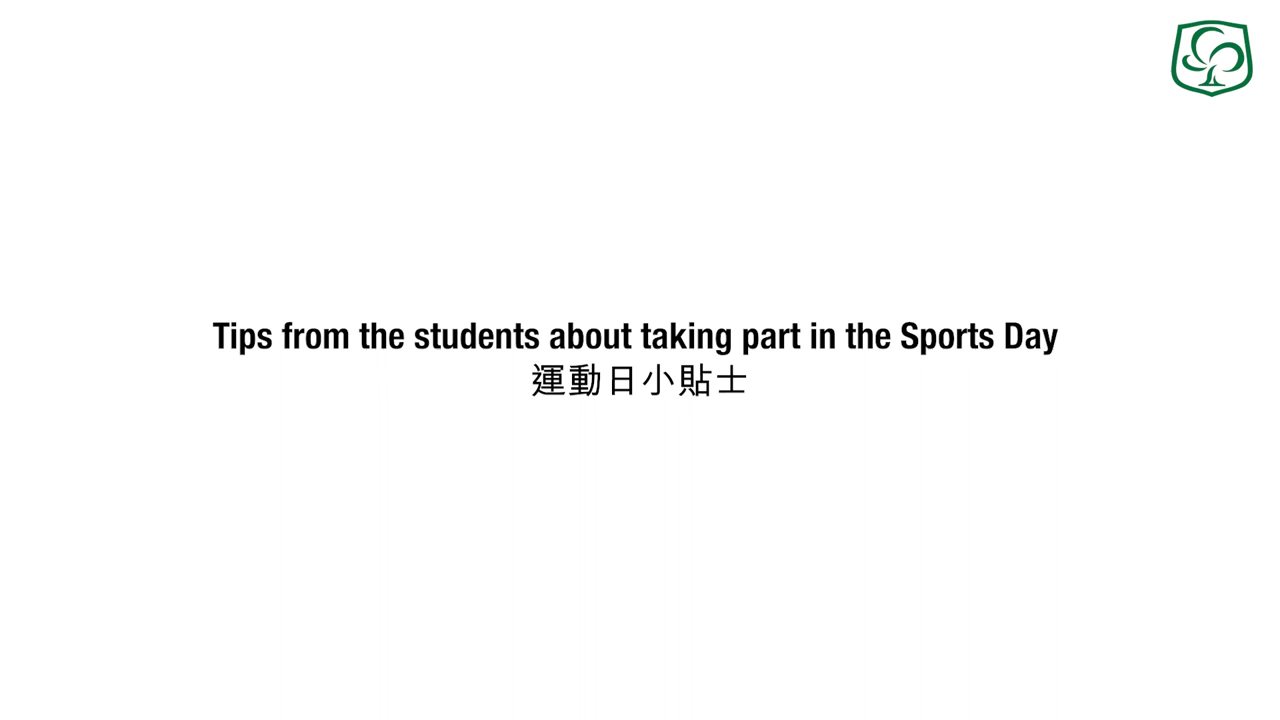 Tips from the students about taking part in the Sports Day
運動日小貼士